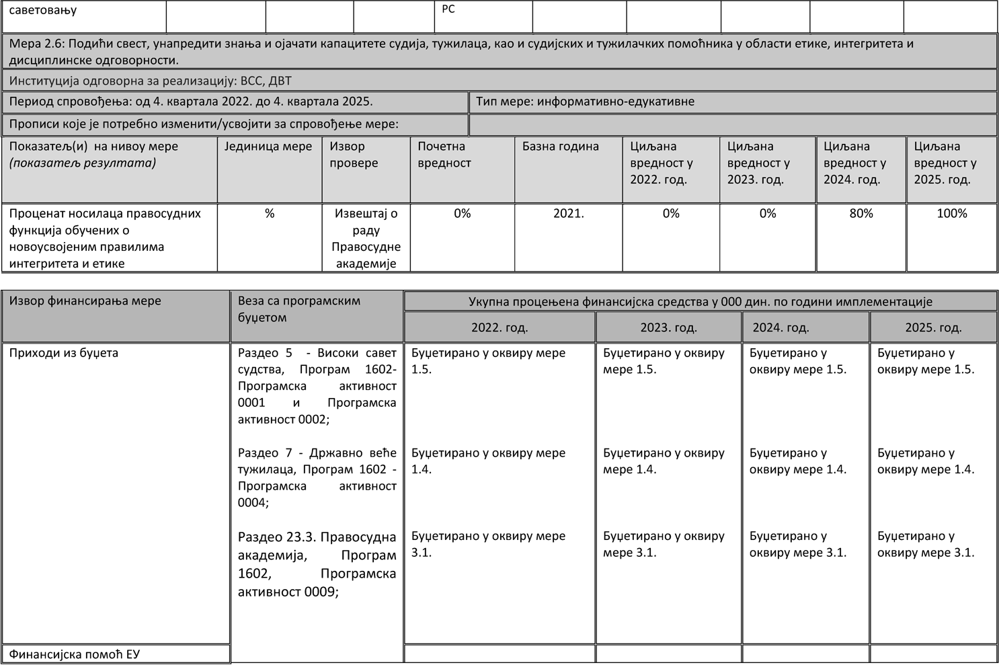 саветовању
РС
Мера 2.6: Подићи свест, унапредити знања и ојачати капацитете судија, тужилаца, као и судијских и тужилачких помоћника у области етике, интегритета и
дисциплинске одговорности.
Институција одговорна за реализацију: ВСС, ДВТ
Период спровођења: од 4. квартала 2022. до 4. квартала 2025.
Тип мере: информативно-едукативне
Прописи које је потребно изменити/усвојити за спровођење мере:
Показатељ(и) на нивоу мере
(показатељ резултата)
Јединица мере
Извор
провере
Почетна
вредност
Базна година
Циљана
вредност у
2022. год.
Циљана
вредност у
2023. год.
Циљана
вредност у
2024. год.
Циљана
вредност у
2025. год.
Проценат носилаца правосудних
функција обучених о
новоусвојеним правилима
интегритета и етике
%
Извештај о
раду
Правосудне
академије
0%
2021.
0%
0%
80%
100%
Извор финансирања мере
Веза са програмским
буџетом
Укупна процењена финансијска средства у 000 дин. по години имплементације
2022. год.
2023. год.
2024. год.
2025. год.
Приходи из буџета
Раздео 5 - Високи савет
судства, Програм 1602-
Програмска активност
0001 и Програмска
активност 0002;
Буџетирано у оквиру мере
1.5.
Буџетирано у оквиру
мере 1.5.
Буџетирано у
оквиру мере 1.5.
Буџетирано у
оквиру мере 1.5.
Раздео 7 - Државно веће
тужилаца, Програм 1602 -
Програмска активност
0004;
Буџетирано у оквиру мере
1.4.
Буџетирано у оквиру
мере 1.4.
Буџетирано у
оквиру мере 1.4.
Буџетирано у
оквиру мере 1.4.
Раздео 23.3. Правосудна
академија, Програм
1602, Програмска
активност 0009;
Буџетирано у оквиру мере
3.1.
Буџетирано у оквиру
мере 3.1.
Буџетирано у
оквиру мере 3.1.
Буџетирано у
оквиру мере 3.1.
Финансијска помоћ ЕУ